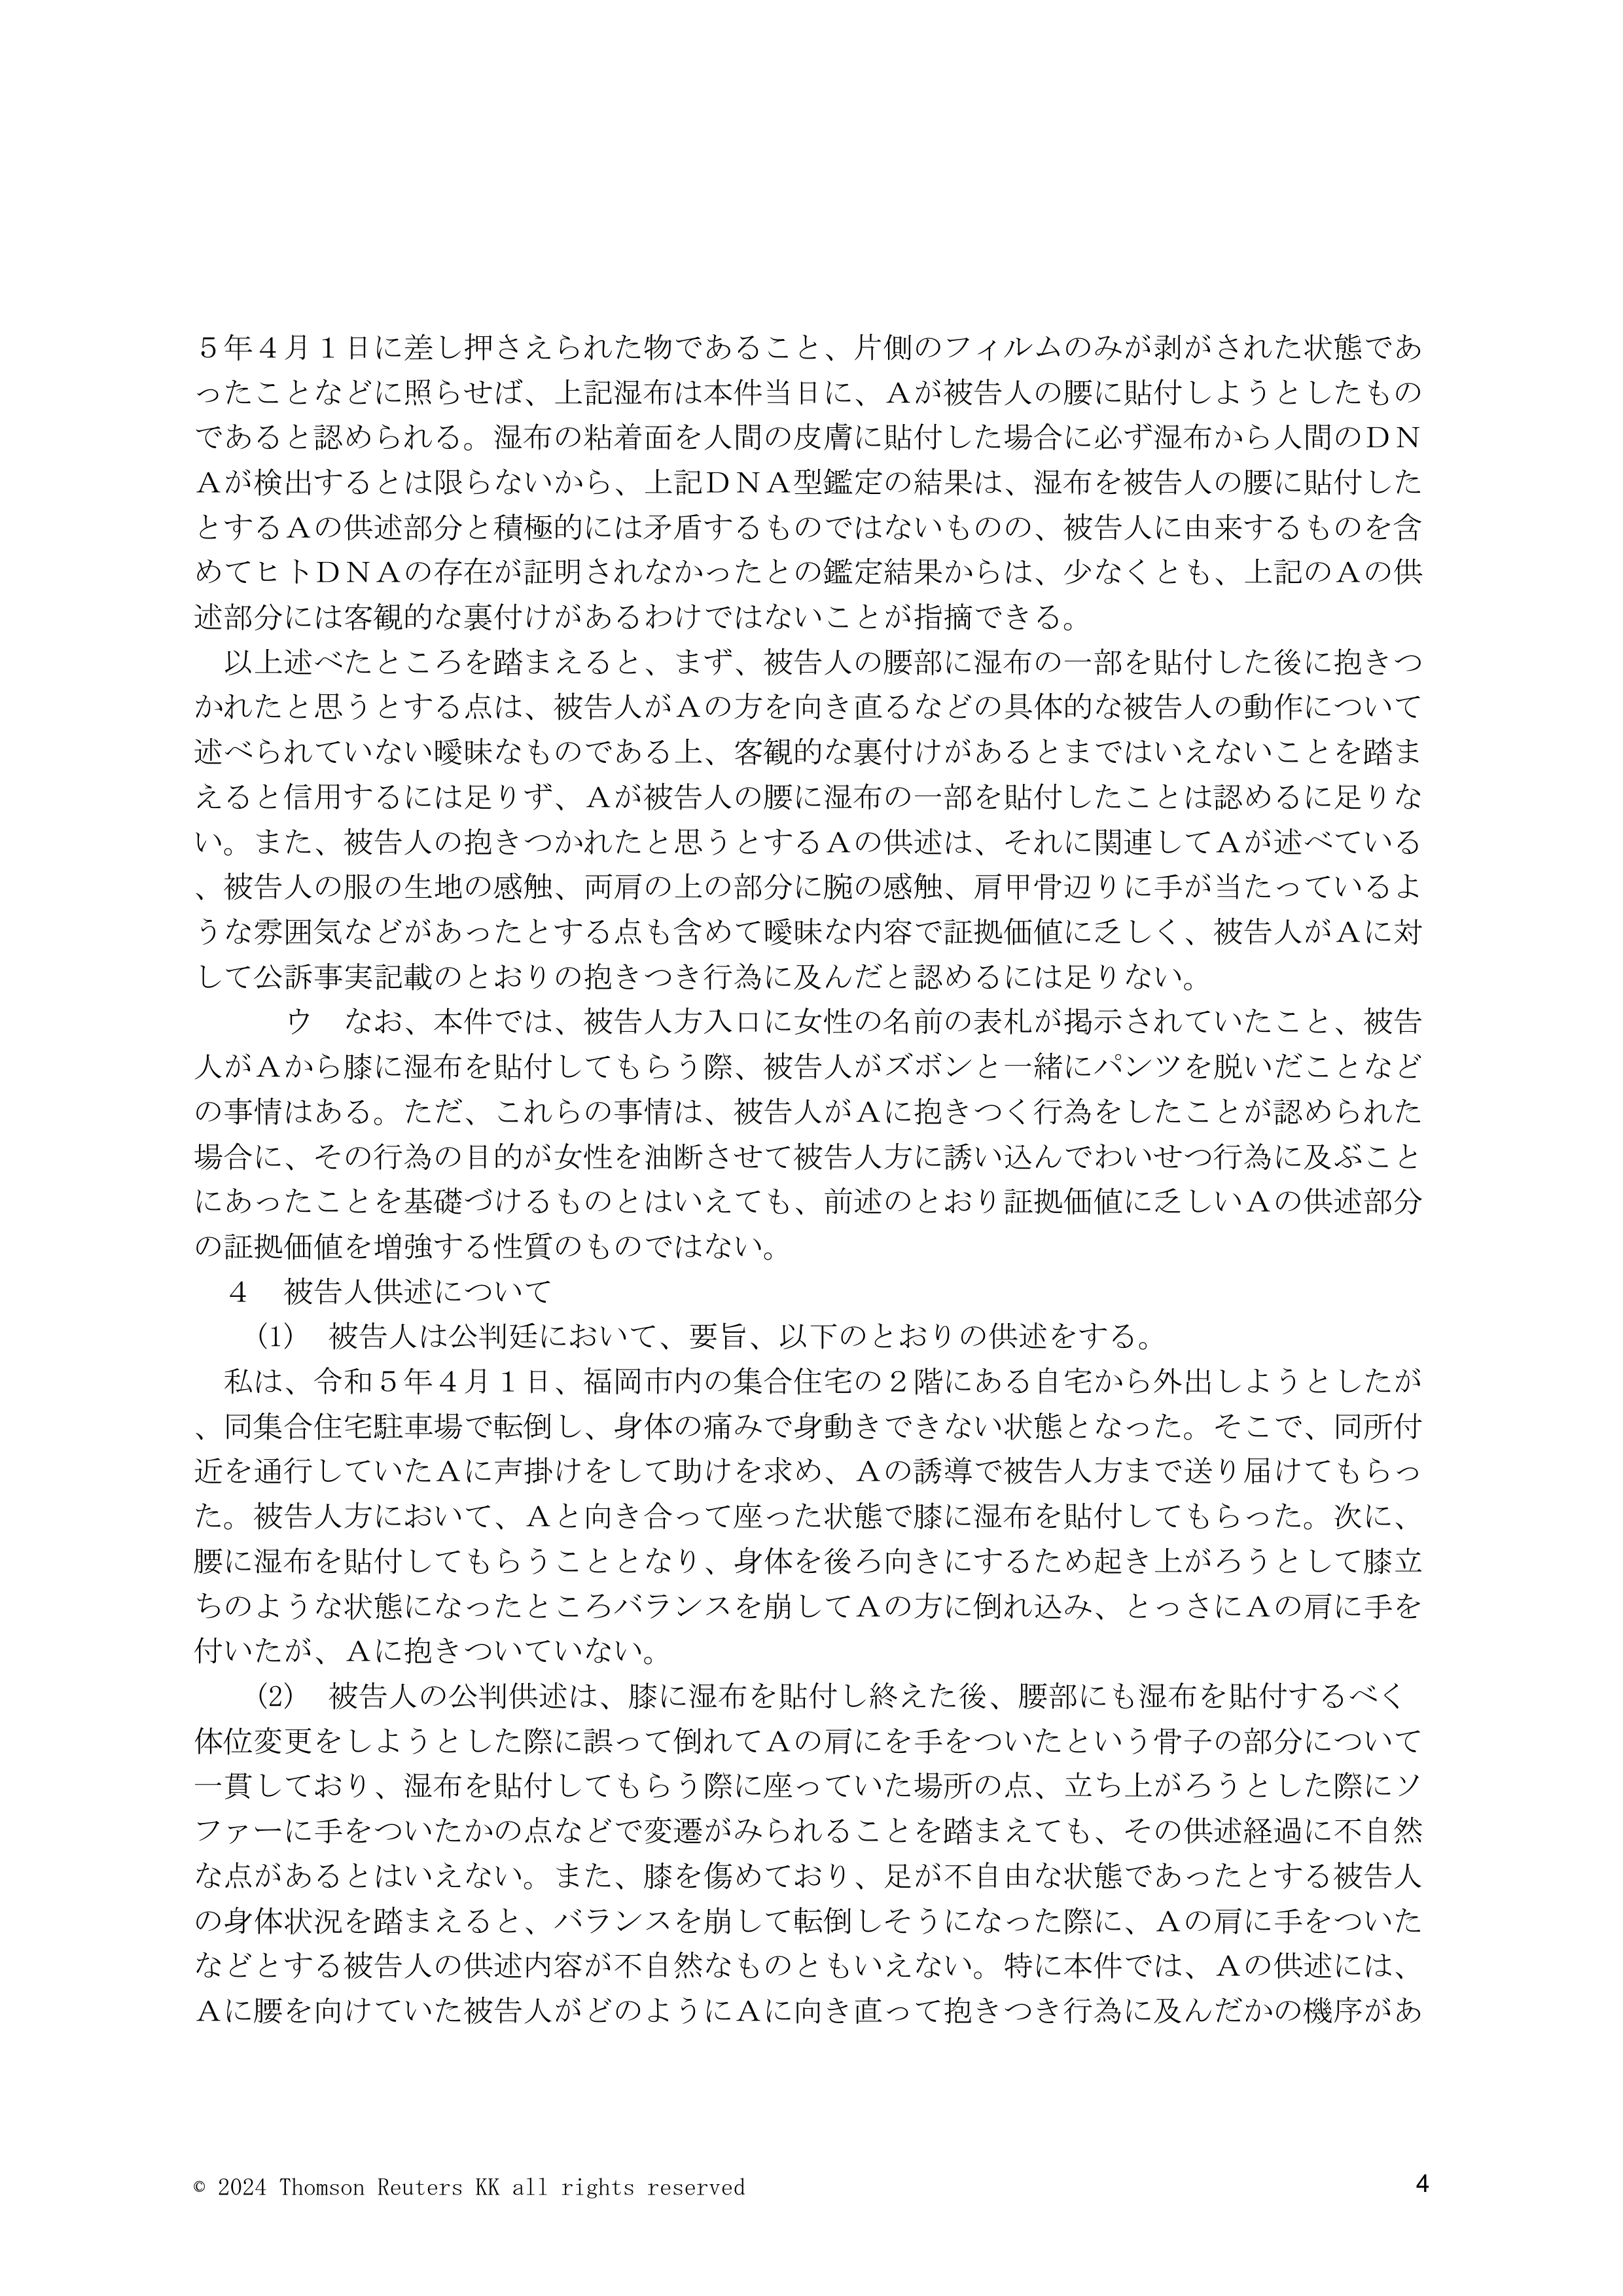 ５年４月１日に差し押さえられた物であること、片側のフィルムのみが剥がされた状態であ
ったことなどに照らせば、上記湿布は本件当日に、Ａが被告人の腰に貼付しようとしたもの
であると認められる。湿布の粘着面を人間の皮膚に貼付した場合に必ず湿布から人間のＤＮ
Ａが検出するとは限らないから、上記ＤＮＡ型鑑定の結果は、湿布を被告人の腰に貼付した
とするＡの供述部分と積極的には矛盾するものではないものの、被告人に由来するものを含
めてヒトＤＮＡの存在が証明されなかったとの鑑定結果からは、少なくとも、上記のＡの供
述部分には客観的な裏付けがあるわけではないことが指摘できる。
　以上述べたところを踏まえると、まず、被告人の腰部に湿布の一部を貼付した後に抱きつ
かれたと思うとする点は、被告人がＡの方を向き直るなどの具体的な被告人の動作について
述べられていない曖昧なものである上、客観的な裏付けがあるとまではいえないことを踏ま
えると信用するには足りず、Ａが被告人の腰に湿布の一部を貼付したことは認めるに足りな
い。また、被告人の抱きつかれたと思うとするＡの供述は、それに関連してＡが述べている
、被告人の服の生地の感触、両肩の上の部分に腕の感触、肩甲骨辺りに手が当たっているよ
うな雰囲気などがあったとする点も含めて曖昧な内容で証拠価値に乏しく、被告人がＡに対
して公訴事実記載のとおりの抱きつき行為に及んだと認めるには足りない。
　　　ウ　なお、本件では、被告人方入口に女性の名前の表札が掲示されていたこと、被告
人がＡから膝に湿布を貼付してもらう際、被告人がズボンと一緒にパンツを脱いだことなど
の事情はある。ただ、これらの事情は、被告人がＡに抱きつく行為をしたことが認められた
場合に、その行為の目的が女性を油断させて被告人方に誘い込んでわいせつ行為に及ぶこと
にあったことを基礎づけるものとはいえても、前述のとおり証拠価値に乏しいＡの供述部分
の証拠価値を増強する性質のものではない。
　４　被告人供述について
　　⑴　被告人は公判廷において、要旨、以下のとおりの供述をする。
　私は、令和５年４月１日、福岡市内の集合住宅の２階にある自宅から外出しようとしたが
、同集合住宅駐車場で転倒し、身体の痛みで身動きできない状態となった。そこで、同所付
近を通行していたＡに声掛けをして助けを求め、Ａの誘導で被告人方まで送り届けてもらっ
た。被告人方において、Ａと向き合って座った状態で膝に湿布を貼付してもらった。次に、
腰に湿布を貼付してもらうこととなり、身体を後ろ向きにするため起き上がろうとして膝立
ちのような状態になったところバランスを崩してＡの方に倒れ込み、とっさにＡの肩に手を
付いたが、Ａに抱きついていない。
　　⑵　被告人の公判供述は、膝に湿布を貼付し終えた後、腰部にも湿布を貼付するべく
体位変更をしようとした際に誤って倒れてＡの肩にを手をついたという骨子の部分について
一貫しており、湿布を貼付してもらう際に座っていた場所の点、立ち上がろうとした際にソ
ファーに手をついたかの点などで変遷がみられることを踏まえても、その供述経過に不自然
な点があるとはいえない。また、膝を傷めており、足が不自由な状態であったとする被告人
の身体状況を踏まえると、バランスを崩して転倒しそうになった際に、Ａの肩に手をついた
などとする被告人の供述内容が不自然なものともいえない。特に本件では、Ａの供述には、
Ａに腰を向けていた被告人がどのようにＡに向き直って抱きつき行為に及んだかの機序があ
© 2024 Thomson Reuters KK all rights reserved
4